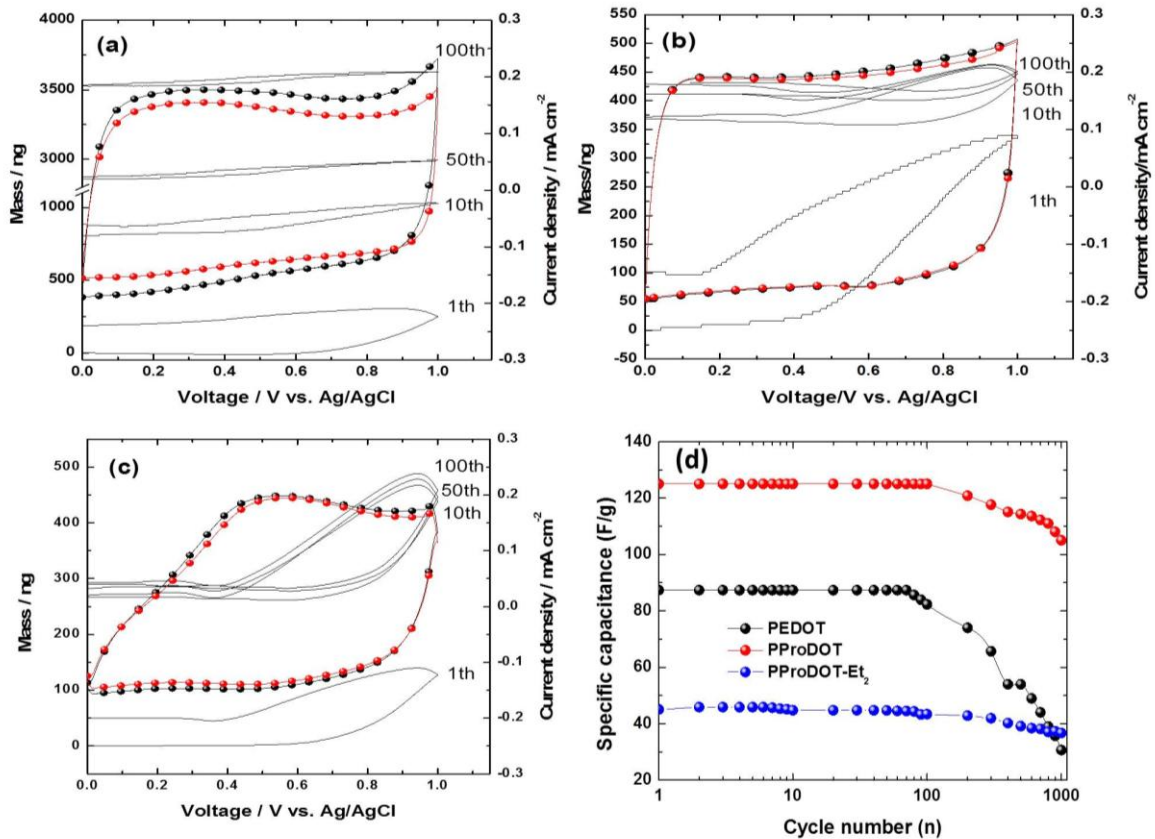 (a)
4000
3500
3000
1000
500
0
Mass / ng
0.3
0.2
0.1
0.0
-0.1
-0.2
-0.3
Current density / mA cm-2
100th
50th
10th
1th
0.0 0.2 0.4 0.6 0.8 1.0
Voltage / V vs. Ag/AgCl
(b)
550
500
450
400
350
300
250
200
150
100
50
0
-50
Mass/ng
0.3
0.2
0.1
0.0
-0.1
-0.2
-0.3
Current density/mA cm-2
100th
50th
10th
1th
0.0 0.2 0.4 0.6 0.8 1.0
Voltage/V vs. Ag/AgCl
(c)
500
400
300
200
100
0
Mass / ng
0.3
0.2
0.1
0.0
-0.1
-0.2
-0.3
Current density / mA cm-2
100th
50th
10th
1th
0.0 0.2 0.4 0.6 0.8 1.0
Voltage / V vs. Ag/AgCl
(d)
140
120
100
80
60
40
20
Specific capacitance (F/g)
PEDOT
PProDOT
PProDOT-Et2
1 10 100 1000
Cycle number (n)